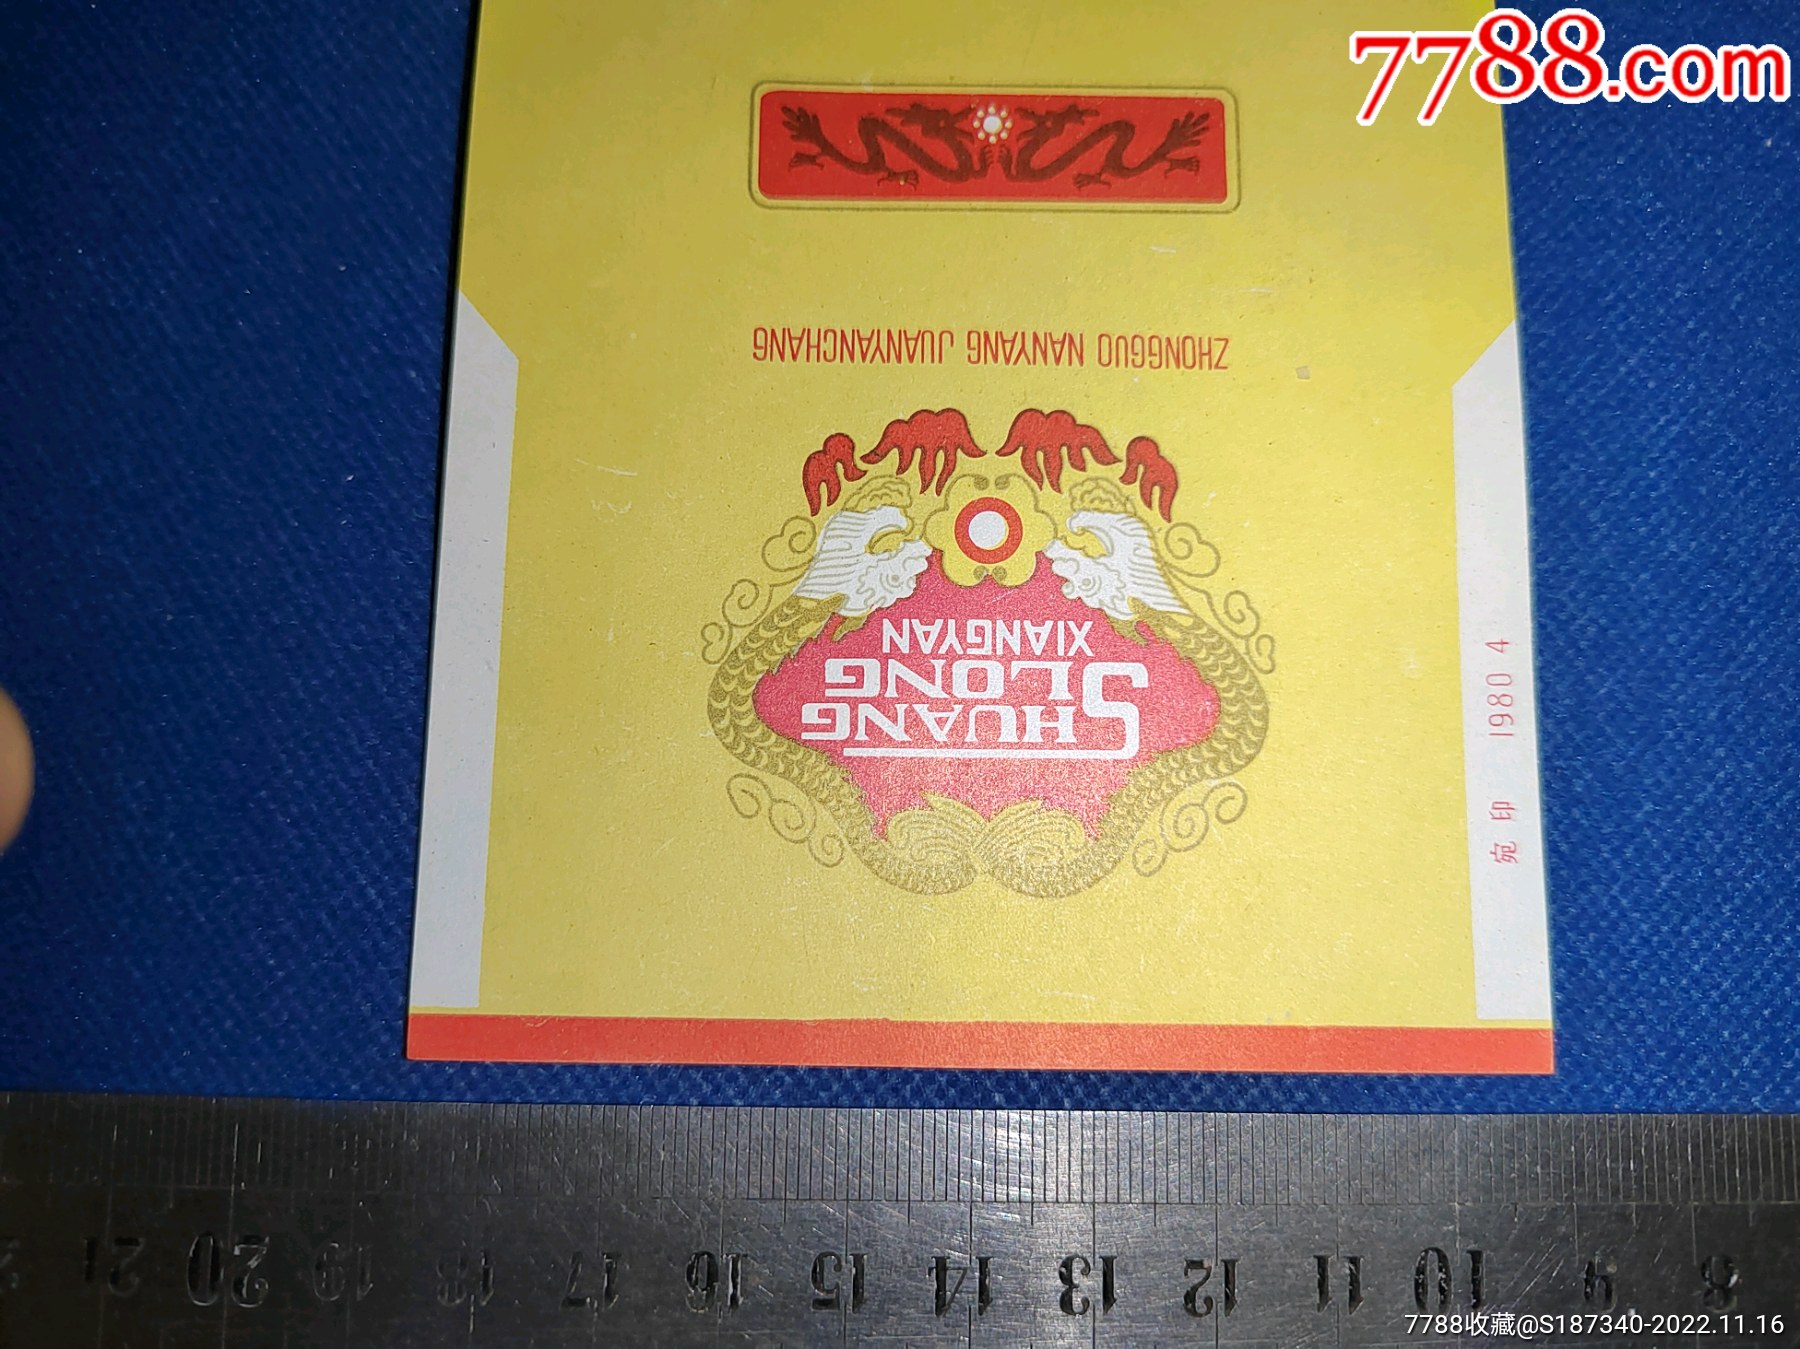 7788.com
ZHONGGUO NANYANG JUANYANCHANG
SHUANG
LONG
XIANGYAN
宛印 1980 4
21 20 19 18 17 16 15 14 13 12 11 10 9 8
7788收藏@S187340-2022.11.16